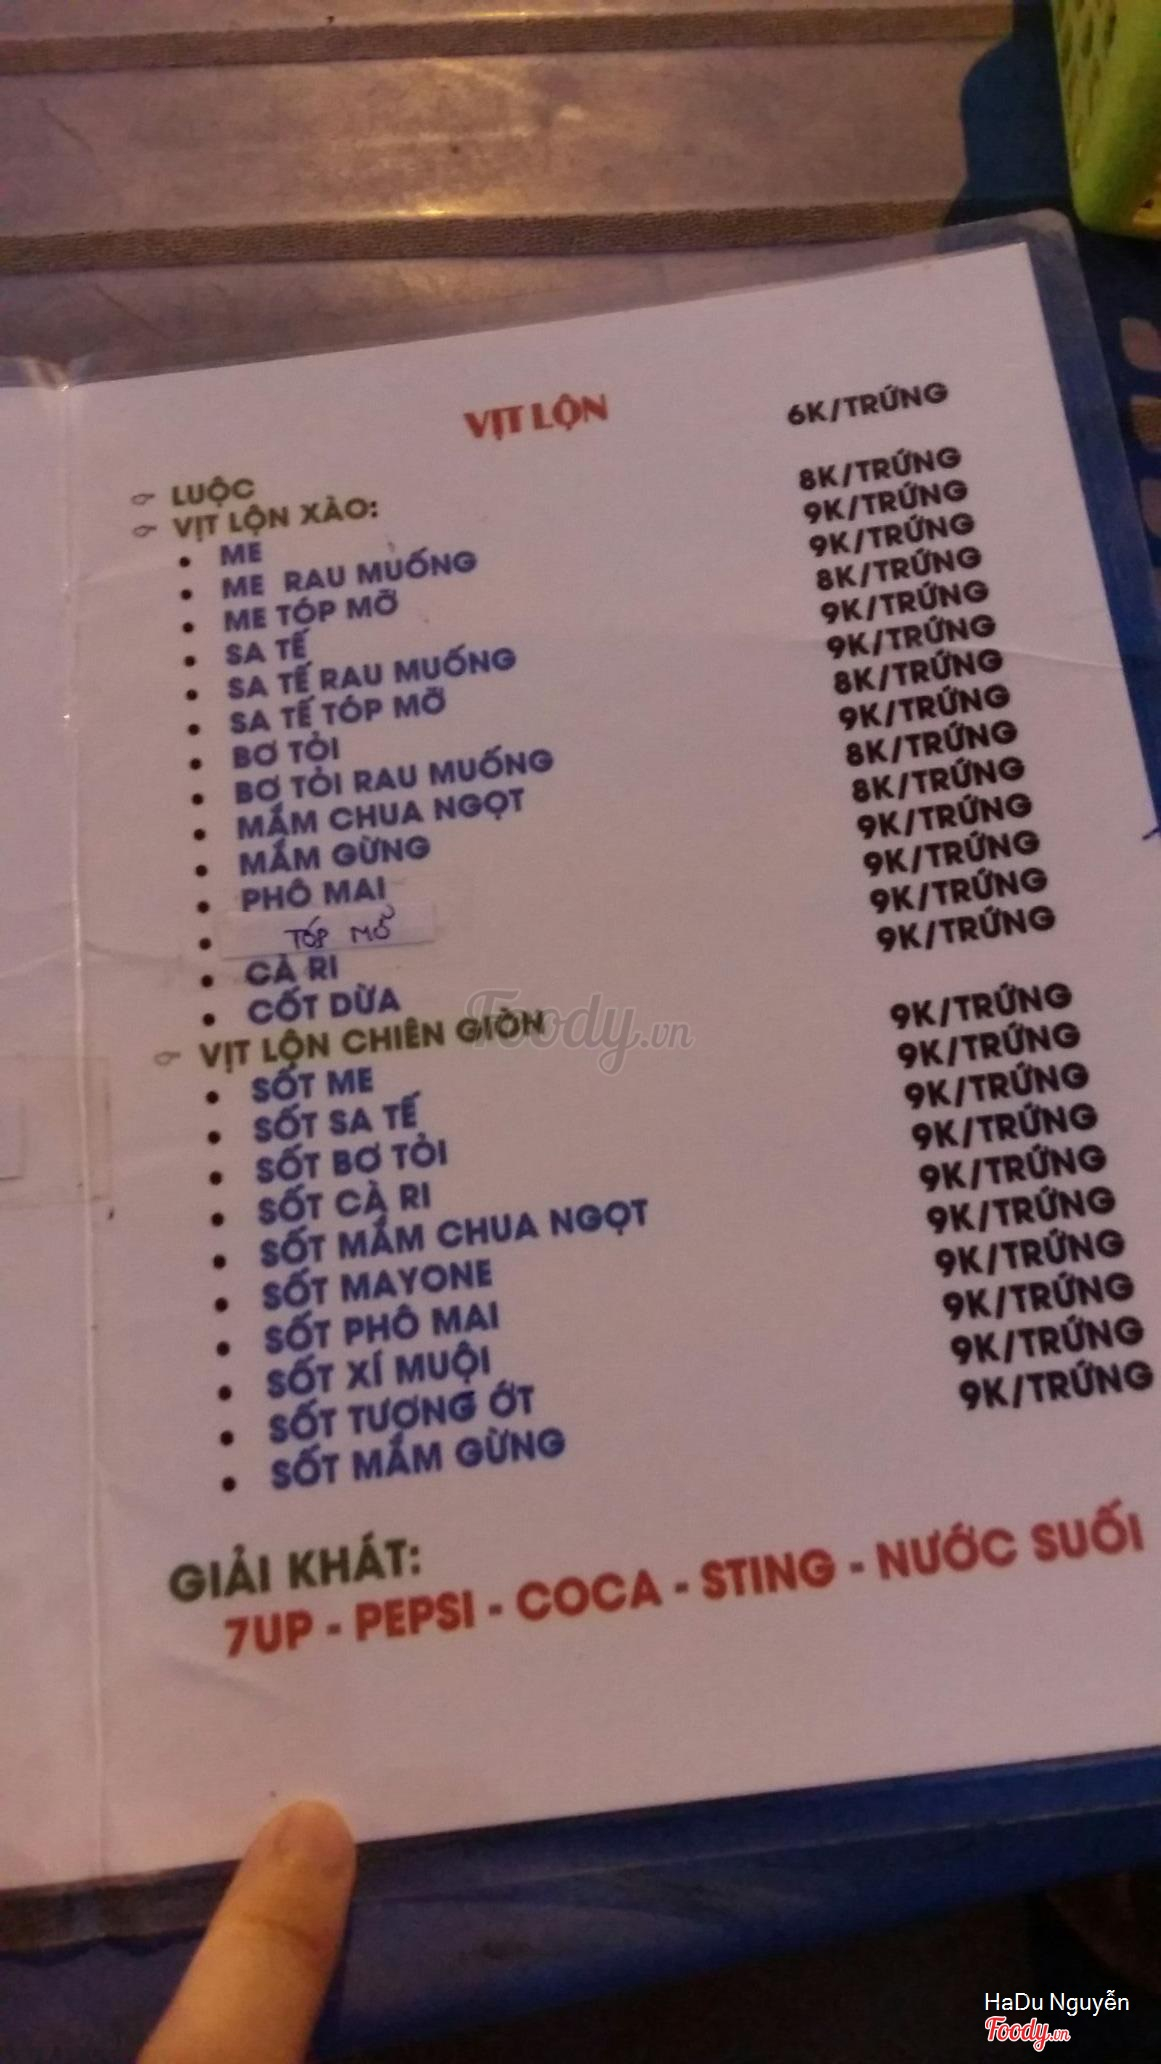 VỊT LỘN
☞ LUỘC 6K/TRỨNG
☞ VỊT LỘN XÀO:
• ME 8K/TRỨNG
• ME RAU MUỐNG 9K/TRỨNG
• ME TÓP MỠ 9K/TRỨNG
• SA TẾ 8K/TRỨNG
• SA TẾ RAU MUỐNG 9K/TRỨNG
• SA TẾ TÓP MỠ 9K/TRỨNG
• BƠ TỎI 8K/TRỨNG
• BƠ TỎI RAU MUỐNG 9K/TRỨNG
• MẮM CHUA NGỌT 8K/TRỨNG
• MẮM GỪNG 8K/TRỨNG
• PHÔ MAI 9K/TRỨNG
• TÓP MỠ 9K/TRỨNG
• CÀ RI 9K/TRỨNG
• CỐT DỪA 9K/TRỨNG
☞ VỊT LỘN CHIÊN GIÒN
• SỐT ME 9K/TRỨNG
• SỐT SA TẾ 9K/TRỨNG
• SỐT BƠ TỎI 9K/TRỨNG
• SỐT CÀ RI 9K/TRỨNG
• SỐT MẮM CHUA NGỌT 9K/TRỨNG
• SỐT MAYONE 9K/TRỨNG
• SỐT PHÔ MAI 9K/TRỨNG
• SỐT XÍ MUỘI 9K/TRỨNG
• SỐT TƯƠNG ỚT 9K/TRỨNG
• SỐT MẮM GỪNG 9K/TRỨNG
GIẢI KHÁT:
7UP - PEPSI - COCA - STING - NƯỚC SUỐI
Foody.vn
HaDu Nguyễn
Foody.vn